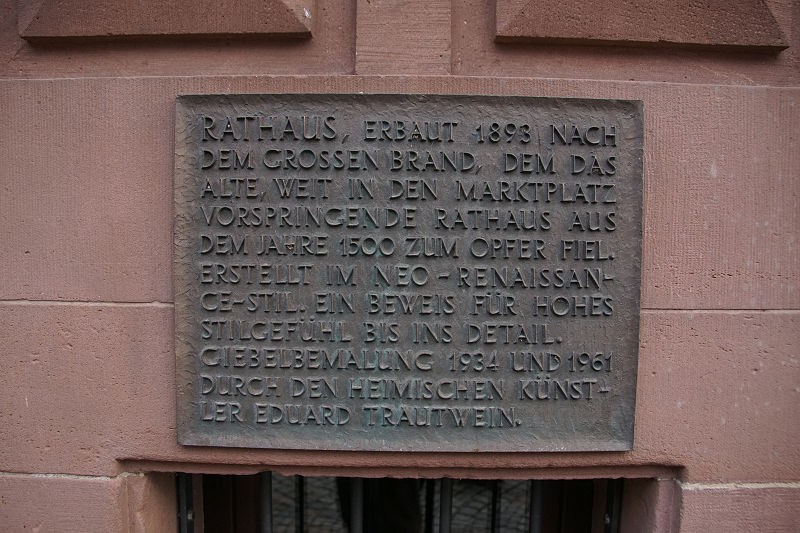 RATHAUS, ERBAUT 1893 NACH
DEM GROSSEN BRAND, DEM DAS
ALTE, WEIT IN DEN MARKTPLATZ
VORSPRINGENDE RATHAUS AUS
DEM JAHRE 1500 ZUM OPFER FIEL.
ERSTELLT IM NEO-RENAISSAN-
CE-STIL. EIN BEWEIS FÜR HOHES
STILGEFÜHL BIS INS DETAIL.
GIEBELBEMALUNG 1934 UND 1961
DURCH DEN HEIMISCHEN KÜNST-
LER EDUARD TRAUTWEIN.